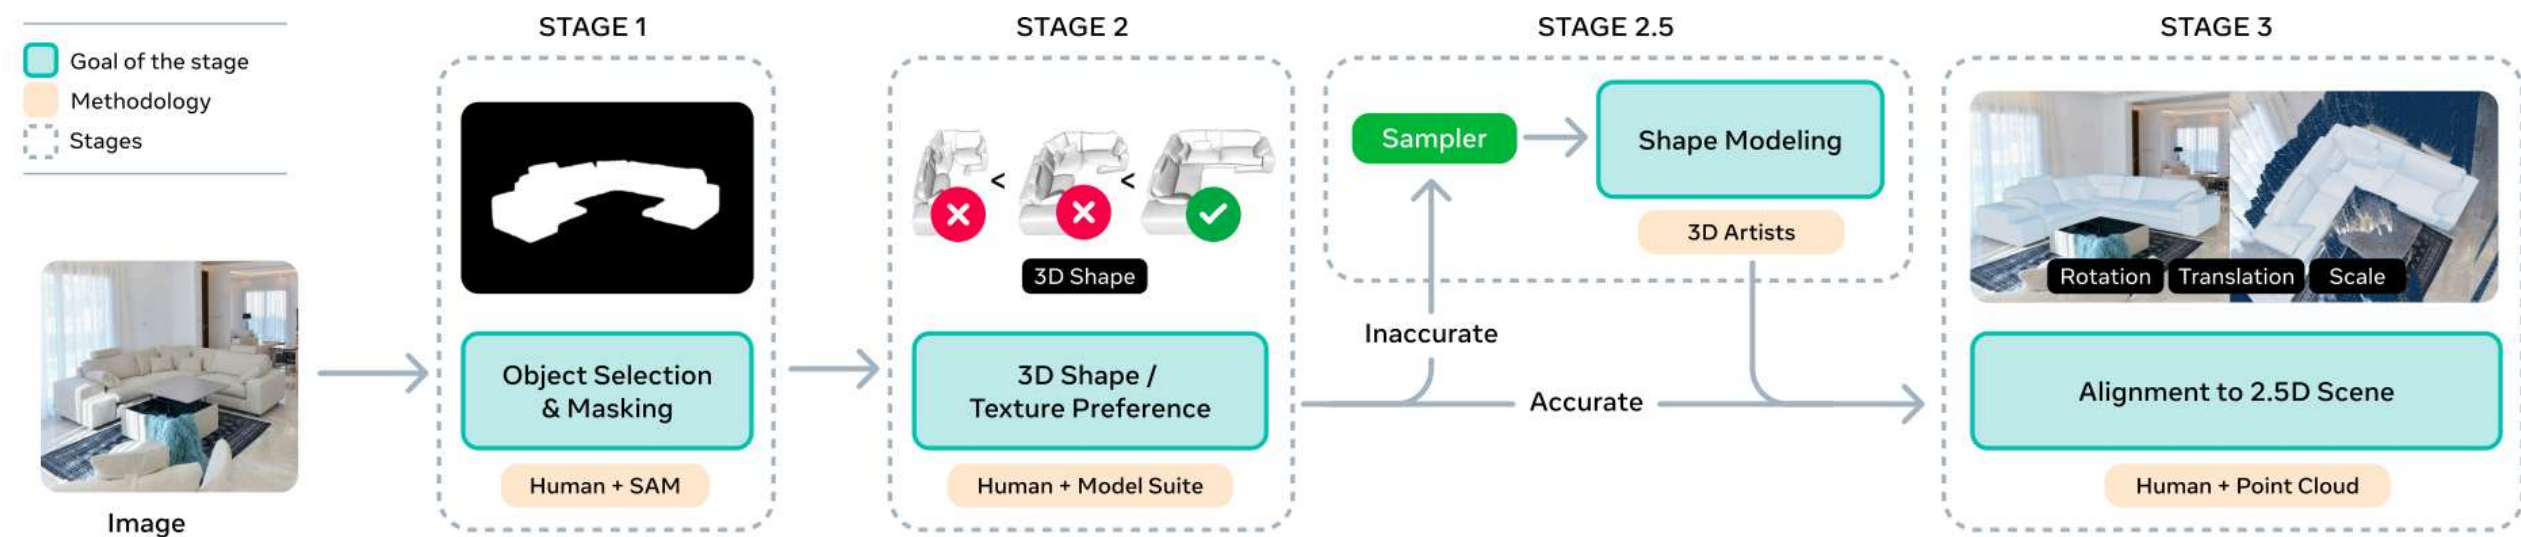 Goal of the stage
Methodology
Stages
Image
STAGE 1
Object Selection
& Masking
Human + SAM
STAGE 2
<
<
3D Shape
3D Shape /
Texture Preference
Human + Model Suite
Inaccurate
Accurate
STAGE 2.5
Sampler
Shape Modeling
3D Artists
STAGE 3
Rotation
Translation
Scale
Alignment to 2.5D Scene
Human + Point Cloud